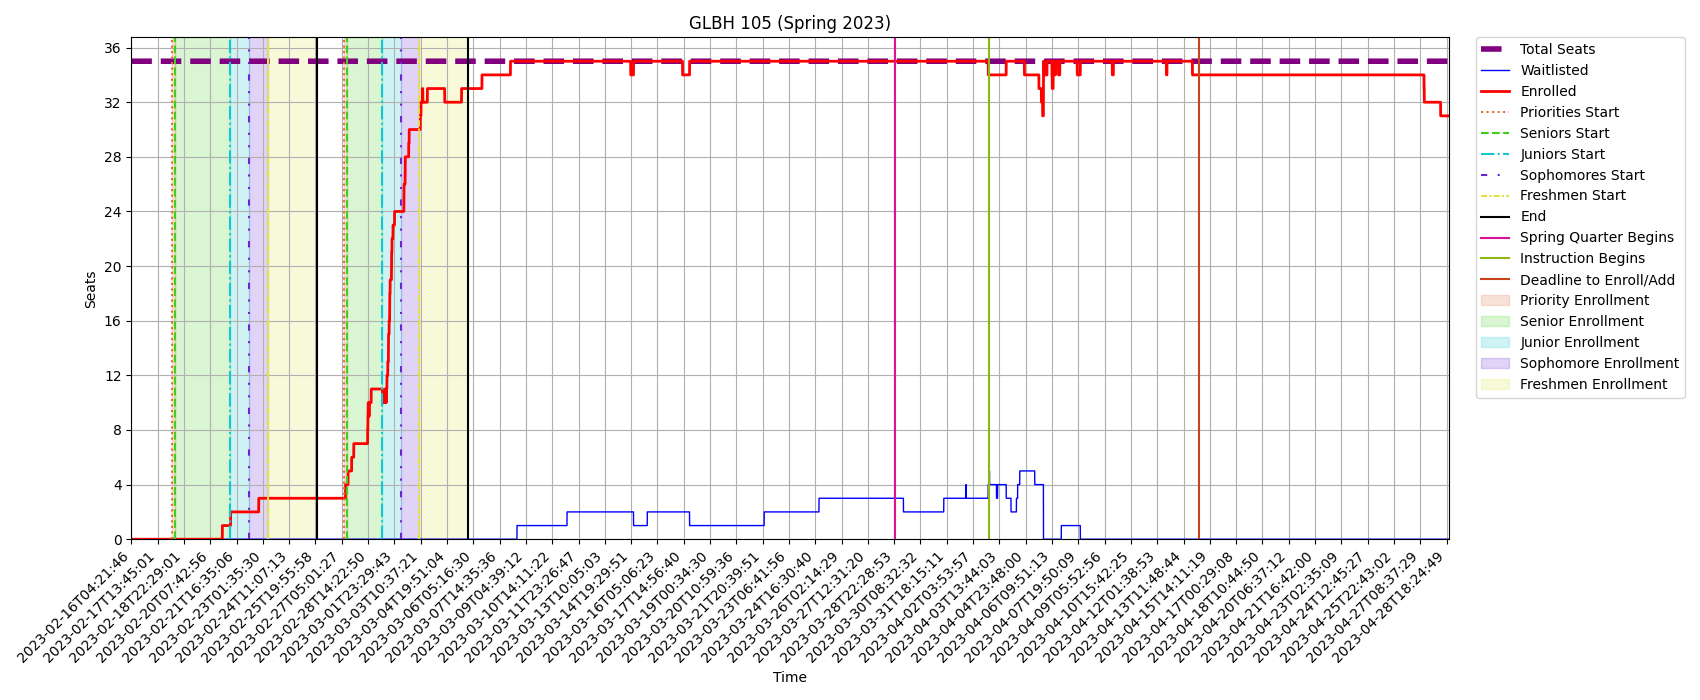 GLBH 105 (Spring 2023)
36
32
28
24
20
16
12
8
4
0
Seats
2023-02-16T04:21:46
2023-02-17T13:45:01
2023-02-18T22:29:01
2023-02-20T07:42:56
2023-02-21T16:35:06
2023-02-23T01:35:30
2023-02-24T11:07:13
2023-02-25T19:55:58
2023-02-27T05:01:27
2023-02-28T14:22:50
2023-03-01T23:29:43
2023-03-03T10:37:21
2023-03-04T19:51:04
2023-03-06T05:16:30
2023-03-07T14:35:36
2023-03-09T04:39:12
2023-03-10T14:11:22
2023-03-11T23:26:47
2023-03-13T10:05:03
2023-03-14T19:29:51
2023-03-16T05:06:23
2023-03-17T14:56:40
2023-03-19T00:34:30
2023-03-20T10:59:36
2023-03-21T20:39:51
2023-03-23T06:41:56
2023-03-24T16:30:40
2023-03-26T02:14:29
2023-03-27T12:31:20
2023-03-28T22:28:53
2023-03-30T08:32:32
2023-03-31T18:15:11
2023-04-02T03:53:57
2023-04-03T13:44:03
2023-04-04T23:48:00
2023-04-06T09:51:13
2023-04-07T19:50:09
2023-04-09T05:52:56
2023-04-10T15:42:25
2023-04-12T01:38:53
2023-04-13T11:48:44
2023-04-15T14:11:19
2023-04-17T00:29:08
2023-04-18T10:44:50
2023-04-20T06:37:12
2023-04-21T16:42:00
2023-04-23T02:35:09
2023-04-24T12:45:27
2023-04-25T22:43:02
2023-04-27T08:37:29
2023-04-28T18:24:49
Time
Total Seats
Waitlisted
Enrolled
Priorities Start
Seniors Start
Juniors Start
Sophomores Start
Freshmen Start
End
Spring Quarter Begins
Instruction Begins
Deadline to Enroll/Add
Priority Enrollment
Senior Enrollment
Junior Enrollment
Sophomore Enrollment
Freshmen Enrollment